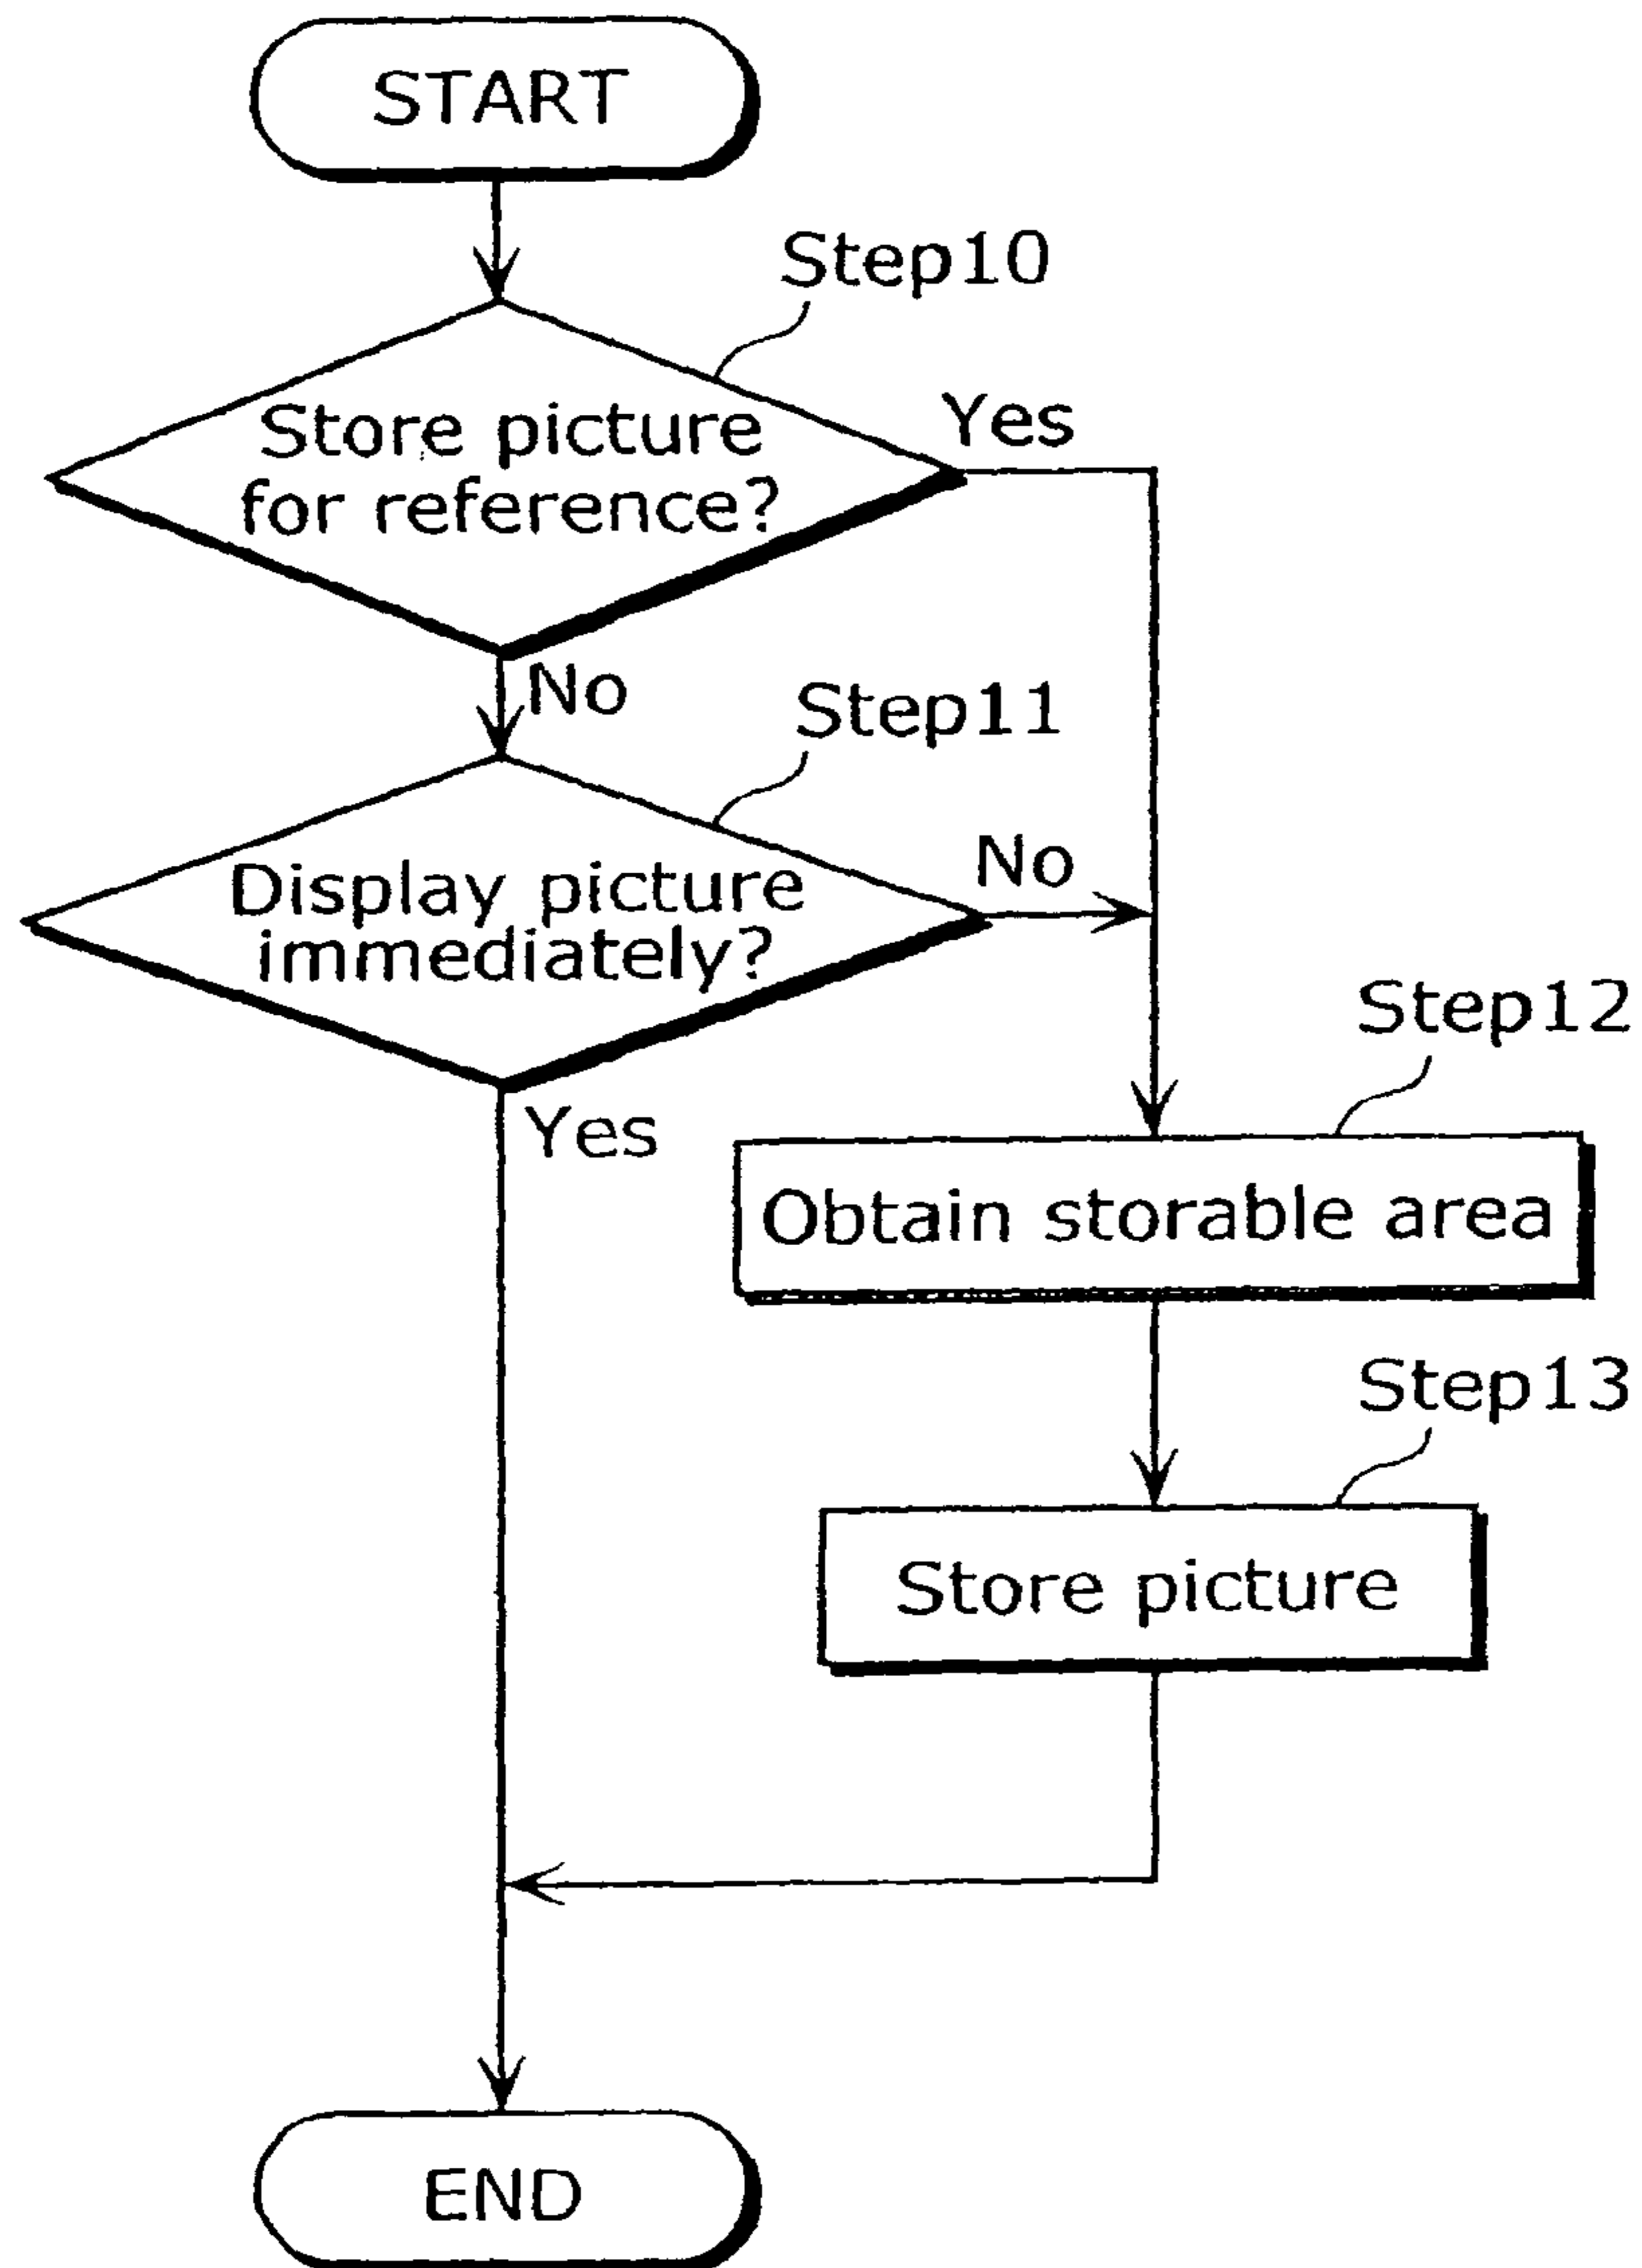 START
Step10
Store picture
for reference?
Yes
No
Step11
Display picture
immediately?
No
Yes
Step12
Obtain storable area
Step13
Store picture
END